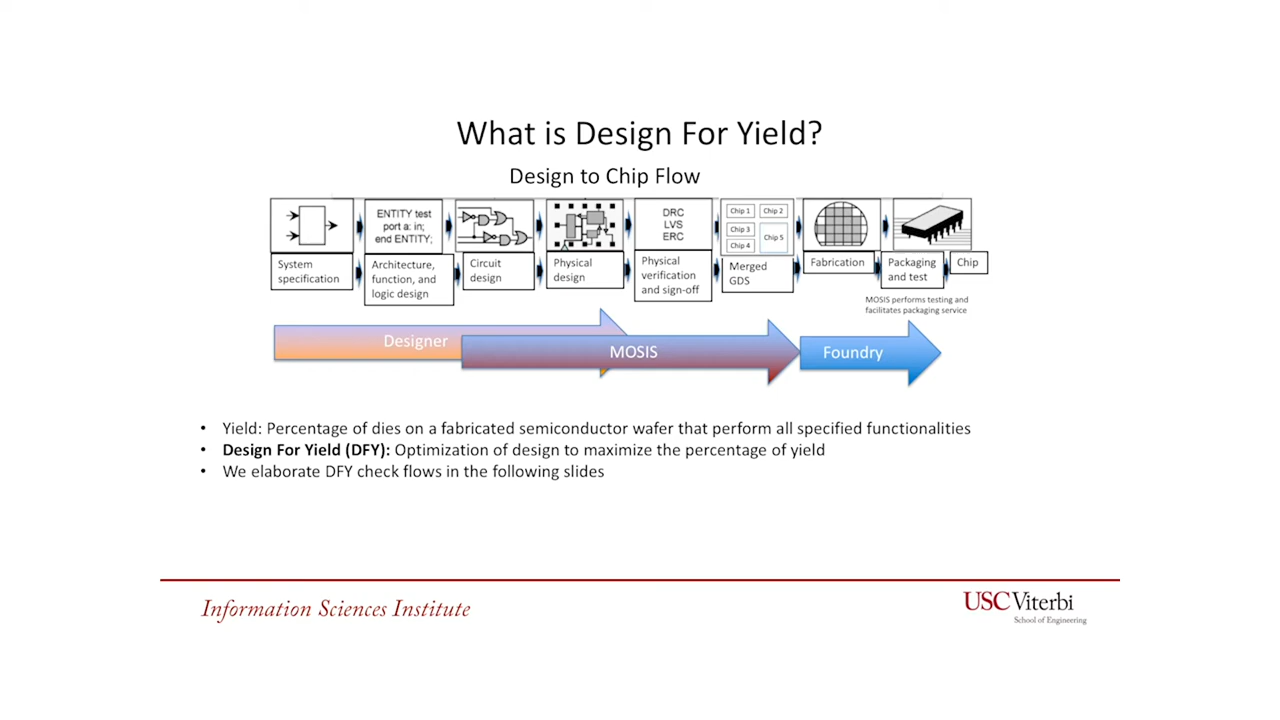 What is Design For Yield?
Design to Chip Flow
ENTITY test
port a: in;
end ENTITY;
DRC
LVS
ERC
Chip 1
Chip 2
Chip 3
Chip 4
Chip 5
System
specification
Architecture,
function, and
logic design
Circuit
design
Physical
design
Physical
verification
and sign-off
Merged
GDS
Fabrication
Packaging
and test
Chip
MOSIS performs testing and
facilitates packaging service
Designer
MOSIS
Foundry
• Yield: Percentage of dies on a fabricated semiconductor wafer that perform all specified functionalities
• Design For Yield (DFY): Optimization of design to maximize the percentage of yield
• We elaborate DFY check flows in the following slides
Information Sciences Institute
USC Viterbi
School of Engineering